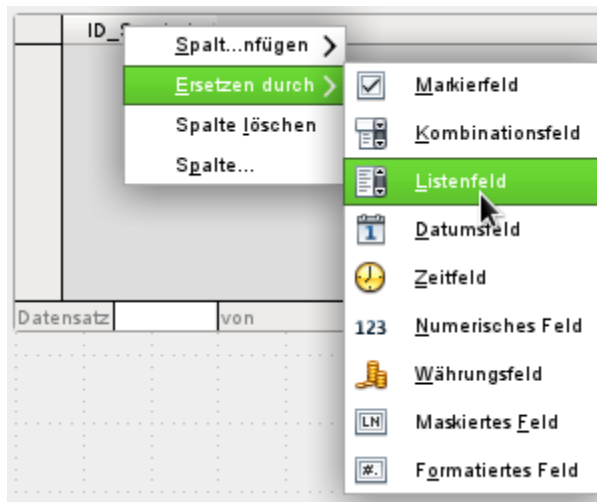 ID_S
Spalt...nfügen
Ersetzen durch
Spalte löschen
Spalte...
Markierfeld
Kombinationsfeld
Listenfeld
Datumsfeld
1
Zeitfeld
123 Numerisches Feld
Währungsfeld
LN Maskiertes Feld
#. Formatiertes Feld
Datensatz von